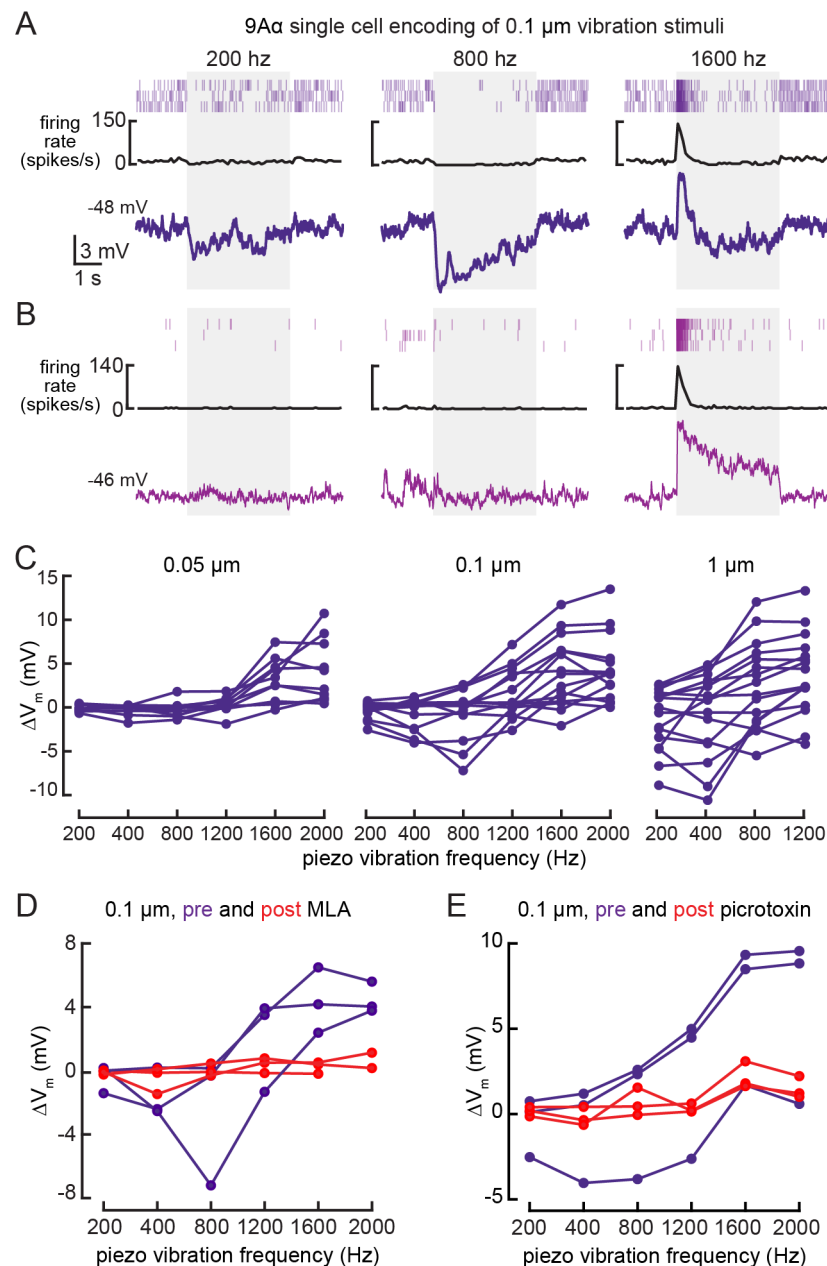 A
9Aα single cell encoding of 0.1 µm vibration stimuli
200 hz 800 hz 1600 hz
firing
rate
(spikes/s)
150
0
-48 mV
3 mV
1 s
B
firing
rate
(spikes/s)
140
0
-46 mV
C
0.05 µm 0.1 µm 1 µm
ΔVm (mV)
15
10
5
0
-5
-10
200 400 800 1200 1600 2000 200 400 800 1200 1600 2000 200 400 800 1200
piezo vibration frequency (Hz)
D
0.1 µm, pre and post MLA
ΔVm (mV)
8
4
0
-4
-8
200 400 800 1200 1600 2000
piezo vibration frequency (Hz)
E
0.1 µm, pre and post picrotoxin
ΔVm (mV)
10
5
0
-5
200 400 800 1200 1600 2000
piezo vibration frequency (Hz)